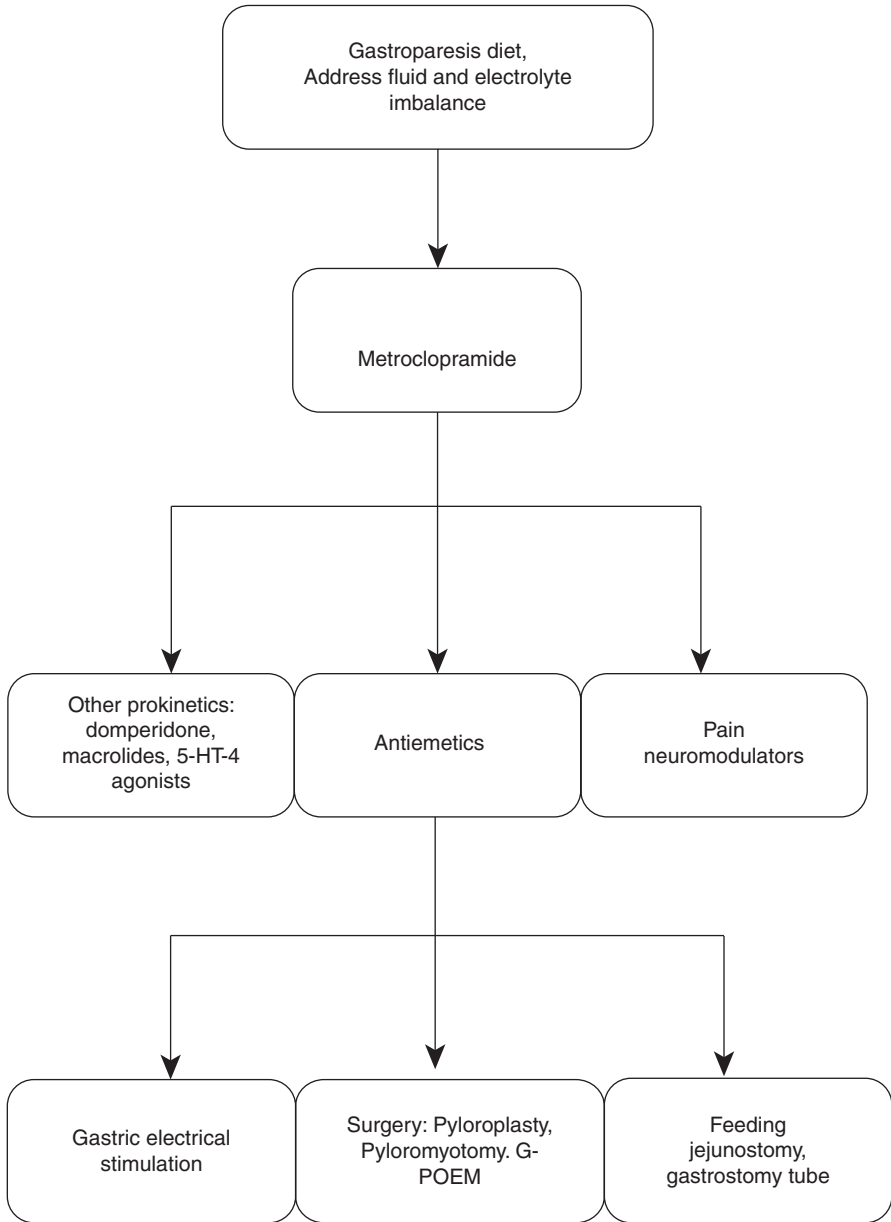 Gastroparesis diet,
Address fluid and electrolyte
imbalance
Metroclopramide
Other prokinetics:
domperidone,
macrolides, 5-HT-4
agonists
Antiemetics
Pain
neuromodulators
Gastric electrical
stimulation
Surgery: Pyloroplasty,
Pyloromyotomy. G-
POEM
Feeding
jejunostomy,
gastrostomy tube